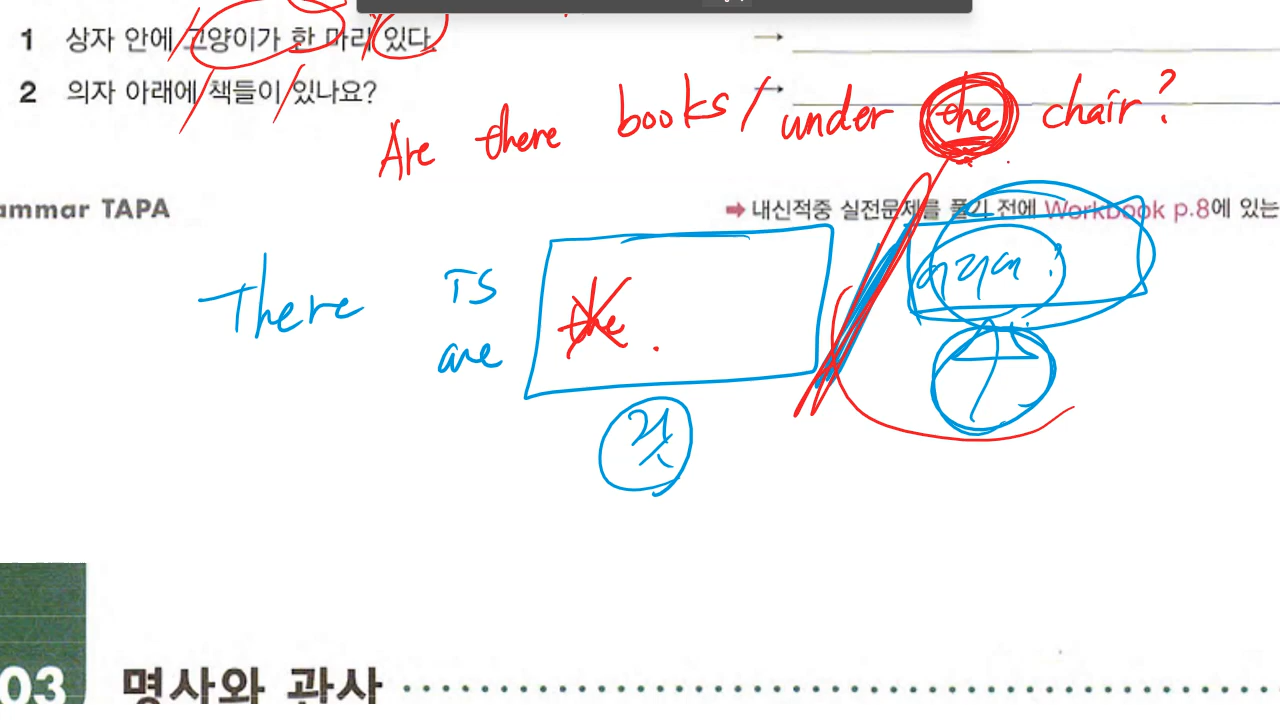 1 상자 안에 고양이가 한 마리 있다 →
2 의자 아래에 책들이 있나요? →
Are there books / under the chair?
ammar TAPA
➡ 내신적중 실전문제를 풀기 전에 Workbook p.8에 있는
There is the.
are
것
03 명사와 관사